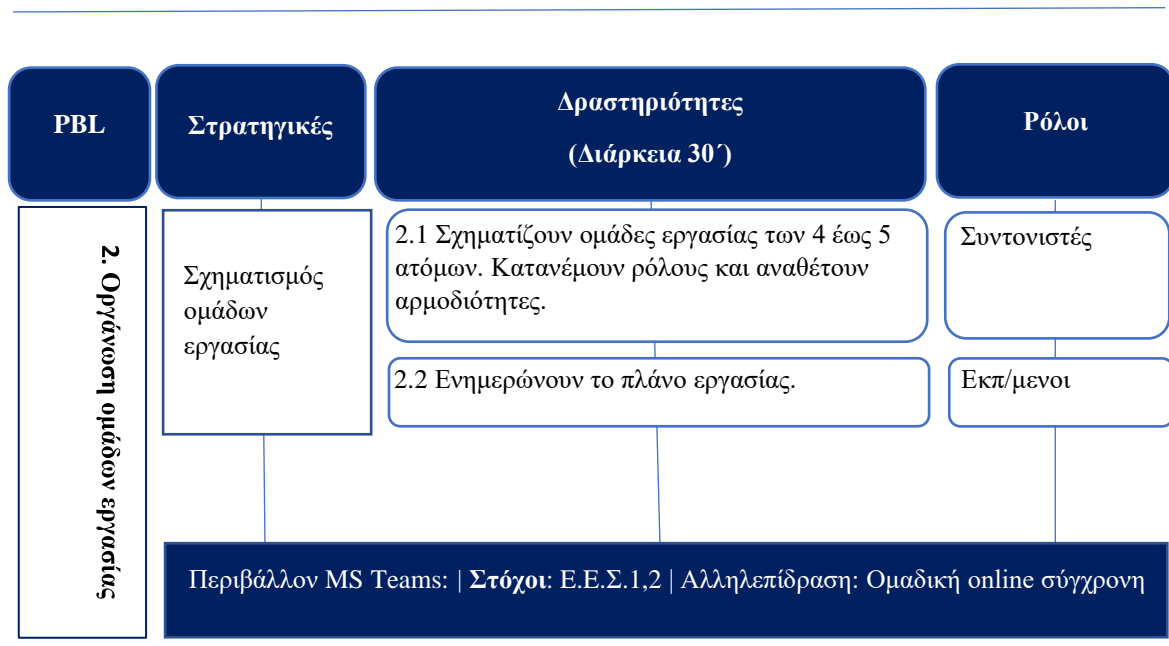 PBL
Στρατηγικές
Δραστηριότητες
(Διάρκεια 30΄)
Ρόλοι
2. Οργάνωση ομάδων εργασίας
Σχηματισμός
ομάδων
εργασίας
2.1 Σχηματίζουν ομάδες εργασίας των 4 έως 5
ατόμων. Κατανέμουν ρόλους και αναθέτουν
αρμοδιότητες.
Συντονιστές
2.2 Ενημερώνουν το πλάνο εργασίας.
Εκπ/μενοι
Περιβάλλον MS Teams: | Στόχοι: Ε.Ε.Σ.1,2 | Αλληλεπίδραση: Ομαδική online σύγχρονη